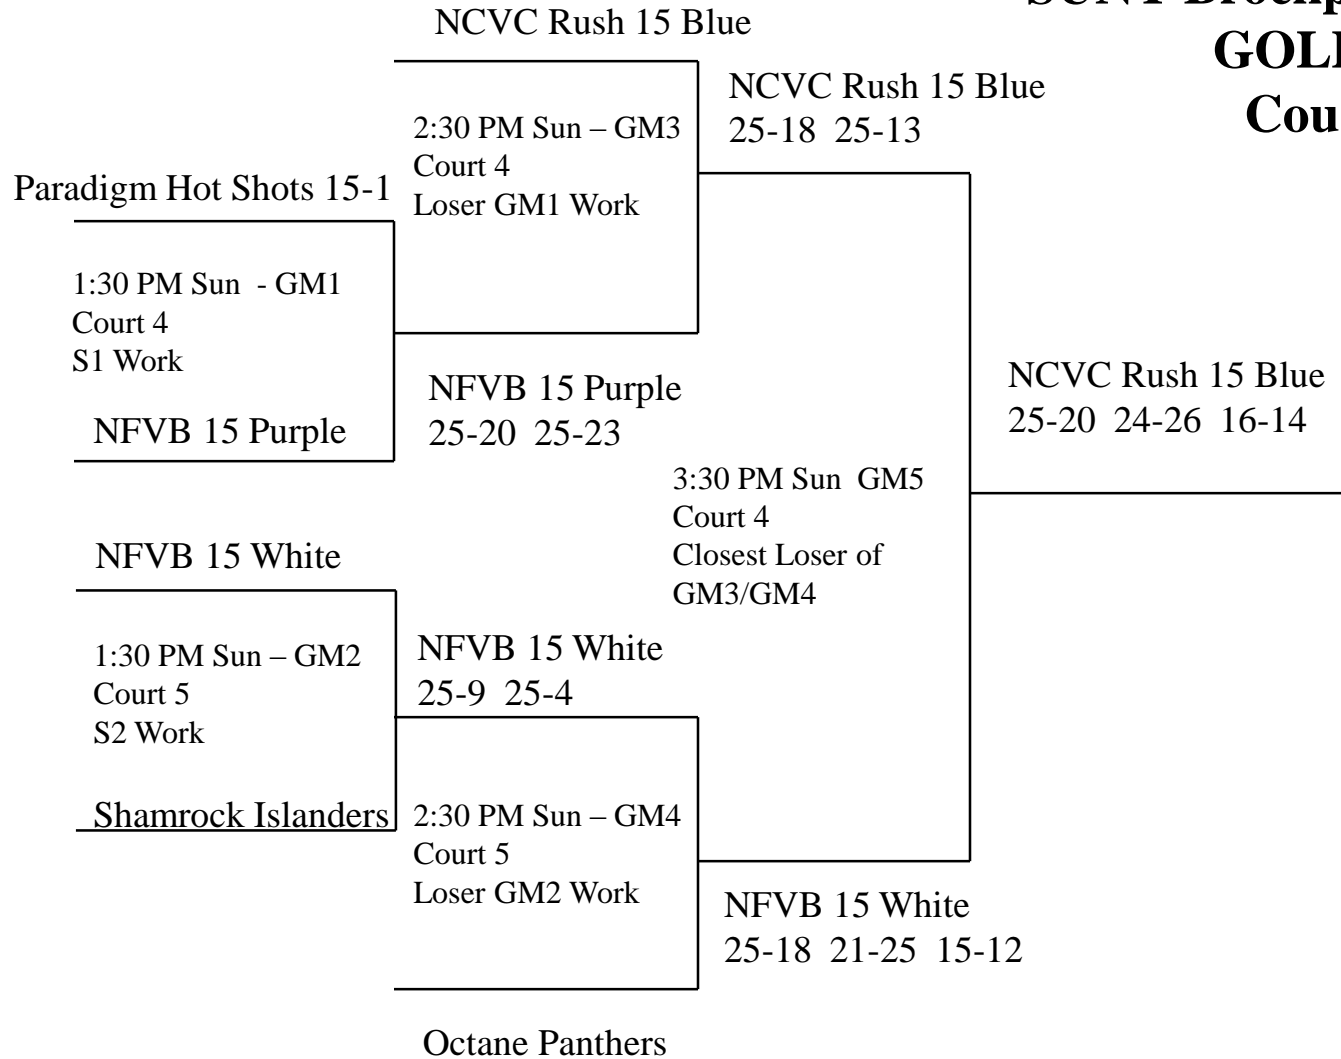 NCVC Rush 15 Blue
GOL
Cou
NCVC Rush 15 Blue
25-18 25-13
2:30 PM Sun – GM3
Court 4
Loser GM1 Work
Paradigm Hot Shots 15-1
1:30 PM Sun - GM1
Court 4
S1 Work
NFVB 15 Purple
NFVB 15 Purple
25-20 25-23
NCVC Rush 15 Blue
25-20 24-26 16-14
3:30 PM Sun GM5
Court 4
Closest Loser of
GM3/GM4
NFVB 15 White
1:30 PM Sun – GM2
Court 5
S2 Work
Shamrock Islanders
NFVB 15 White
25-9 25-4
2:30 PM Sun – GM4
Court 5
Loser GM2 Work
NFVB 15 White
25-18 21-25 15-12
Octane Panthers